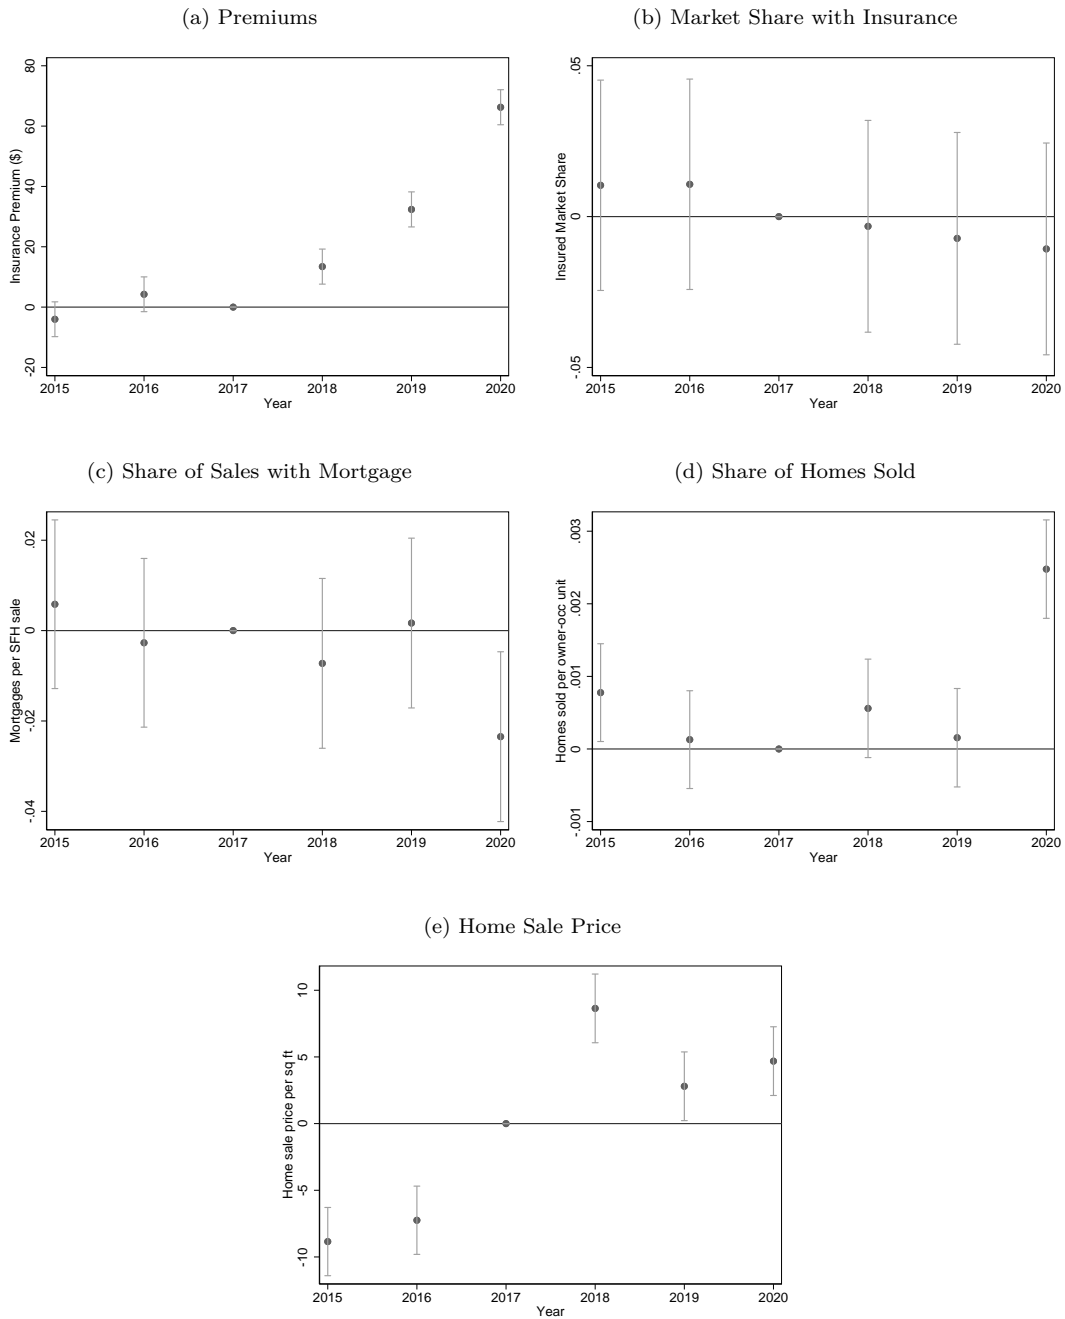 (a) Premiums
(b) Market Share with Insurance
Insurance Premium ($)
80
60
40
20
0
-20
2015 2016 2017 2018 2019 2020
Year
Insured Market Share
.05
0
-.05
2015 2016 2017 2018 2019 2020
Year
(c) Share of Sales with Mortgage
(d) Share of Homes Sold
Mortgages per SFH sale
.02
0
-.02
-.04
2015 2016 2017 2018 2019 2020
Year
Homes sold per owner-occ unit
.003
.002
.001
0
-.001
2015 2016 2017 2018 2019 2020
Year
(e) Home Sale Price
Home sale price per sq ft
10
5
0
-5
-10
2015 2016 2017 2018 2019 2020
Year